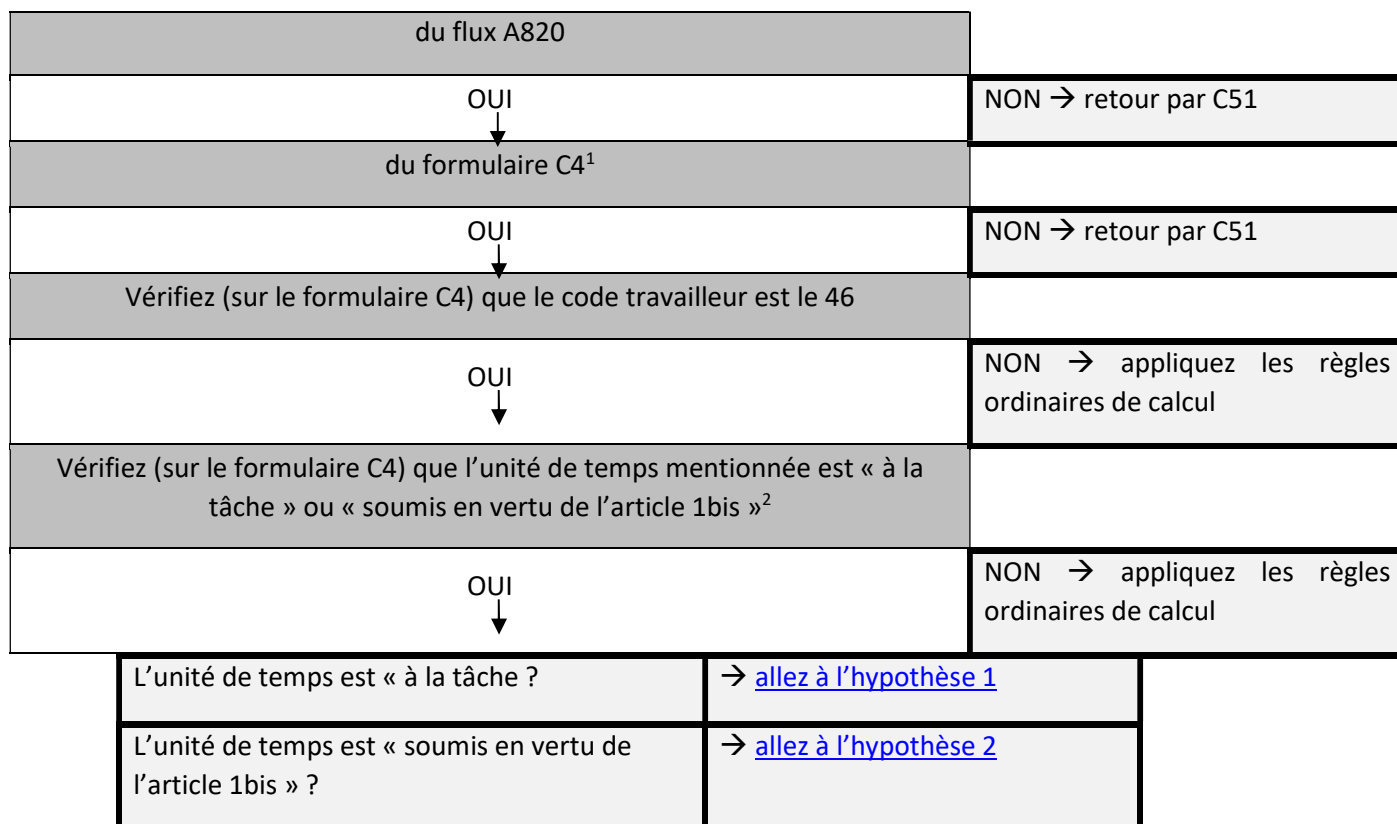 du flux A820
OUI
NON → retour par C51
du formulaire C4¹
OUI
NON → retour par C51
Vérifiez (sur le formulaire C4) que le code travailleur est le 46
OUI
NON → appliquez les règles
ordinaires de calcul
Vérifiez (sur le formulaire C4) que l’unité de temps mentionnée est « à la
tâche » ou « soumis en vertu de l’article 1bis »²
OUI
NON → appliquez les règles
ordinaires de calcul
L’unité de temps est « à la tâche ?
→ allez à l’hypothèse 1
L’unité de temps est « soumis en vertu de
l’article 1bis » ?
→ allez à l’hypothèse 2